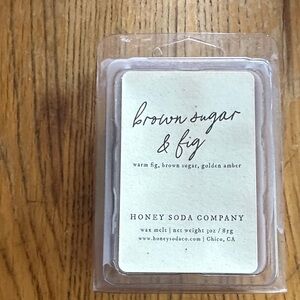 brown sugar
& fig
warm fig, brown sugar, golden amber
HONEY SODA COMPANY
wax melt | net weight 3oz / 85g
www.honeysodaco.com | Chico, CA